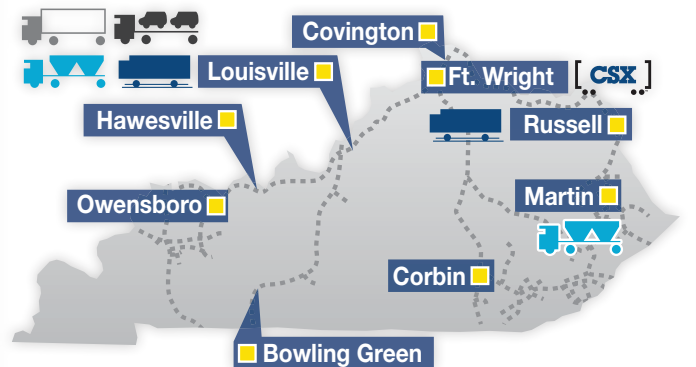 Covington
Louisville
Ft. Wright
[CSX]
Hawesville
Russell
Owensboro
Martin
Corbin
Bowling Green